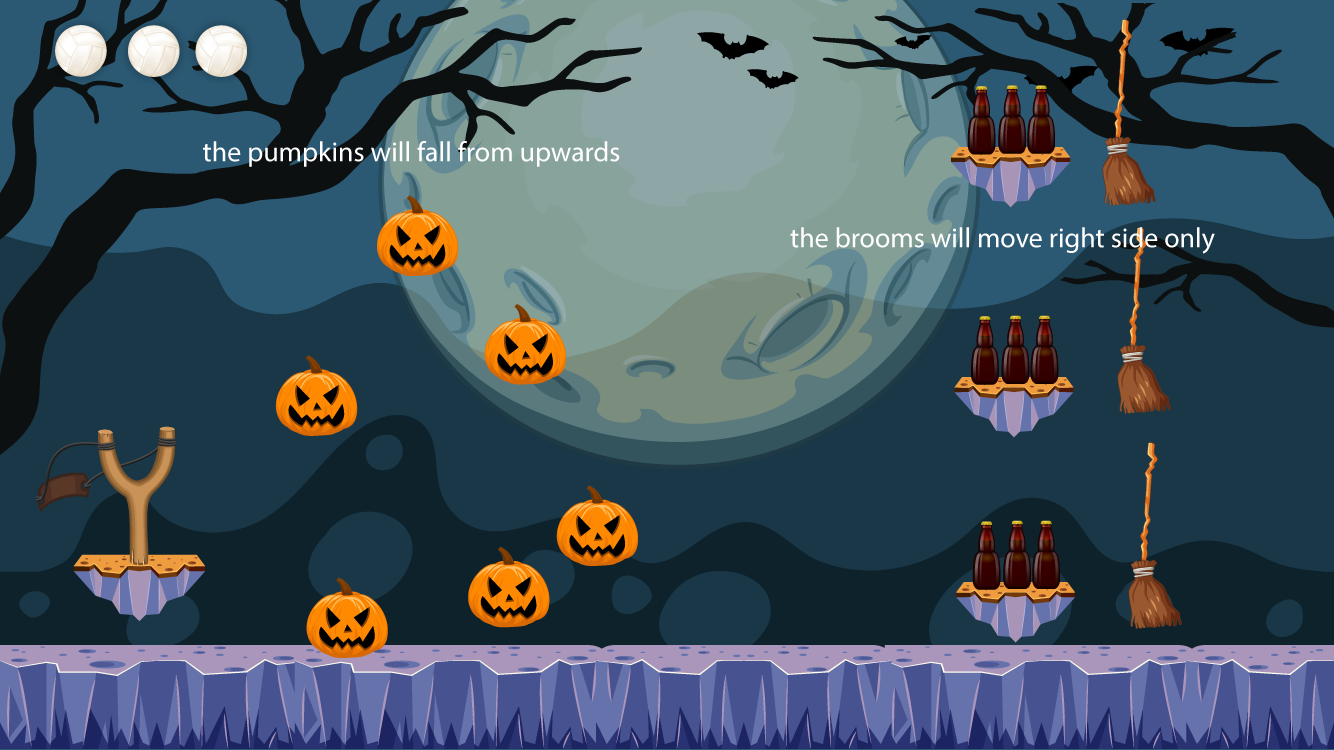 the pumpkins will fall from upwards
the brooms will move right side only